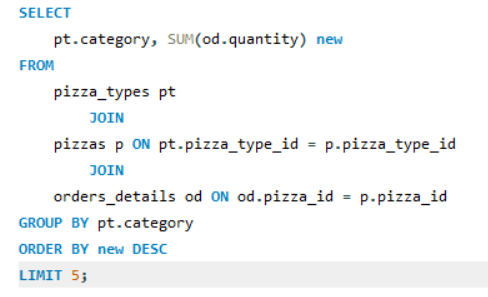 SELECT
pt.category, SUM(od.quantity) new
FROM
pizza_types pt
JOIN
pizzas p ON pt.pizza_type_id = p.pizza_type_id
JOIN
orders_details od ON od.pizza_id = p.pizza_id
GROUP BY pt.category
ORDER BY new DESC
LIMIT 5;